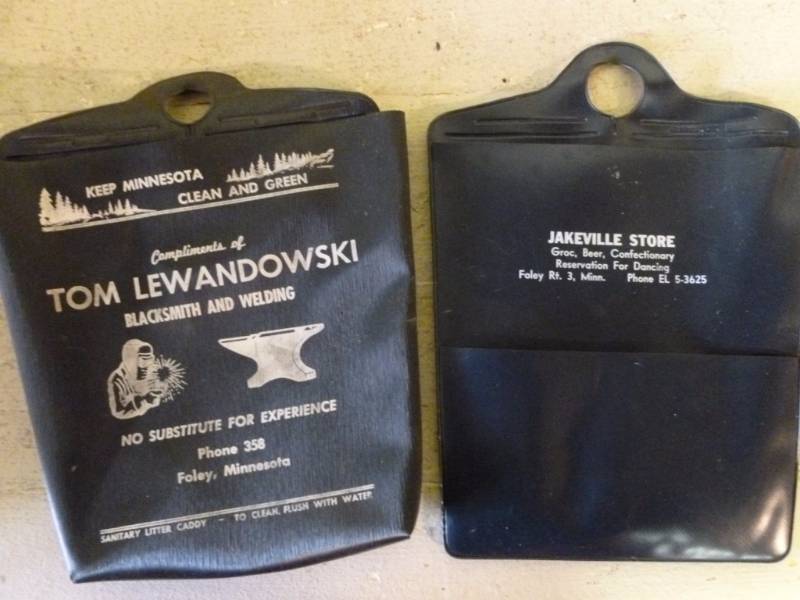 KEEP MINNESOTA
CLEAN AND GREEN
Compliments of
TOM LEWANDOWSKI
BLACKSMITH AND WELDING
NO SUBSTITUTE FOR EXPERIENCE
Phone 358
Foley, Minnesota
SANITARY LITTER CADDY - TO CLEAN, FLUSH WITH WATER
JAKEVILLE STORE
Groc, Beer, Confectionary
Reservation For Dancing
Foley Rt. 3, Minn. Phone EL 5-3625